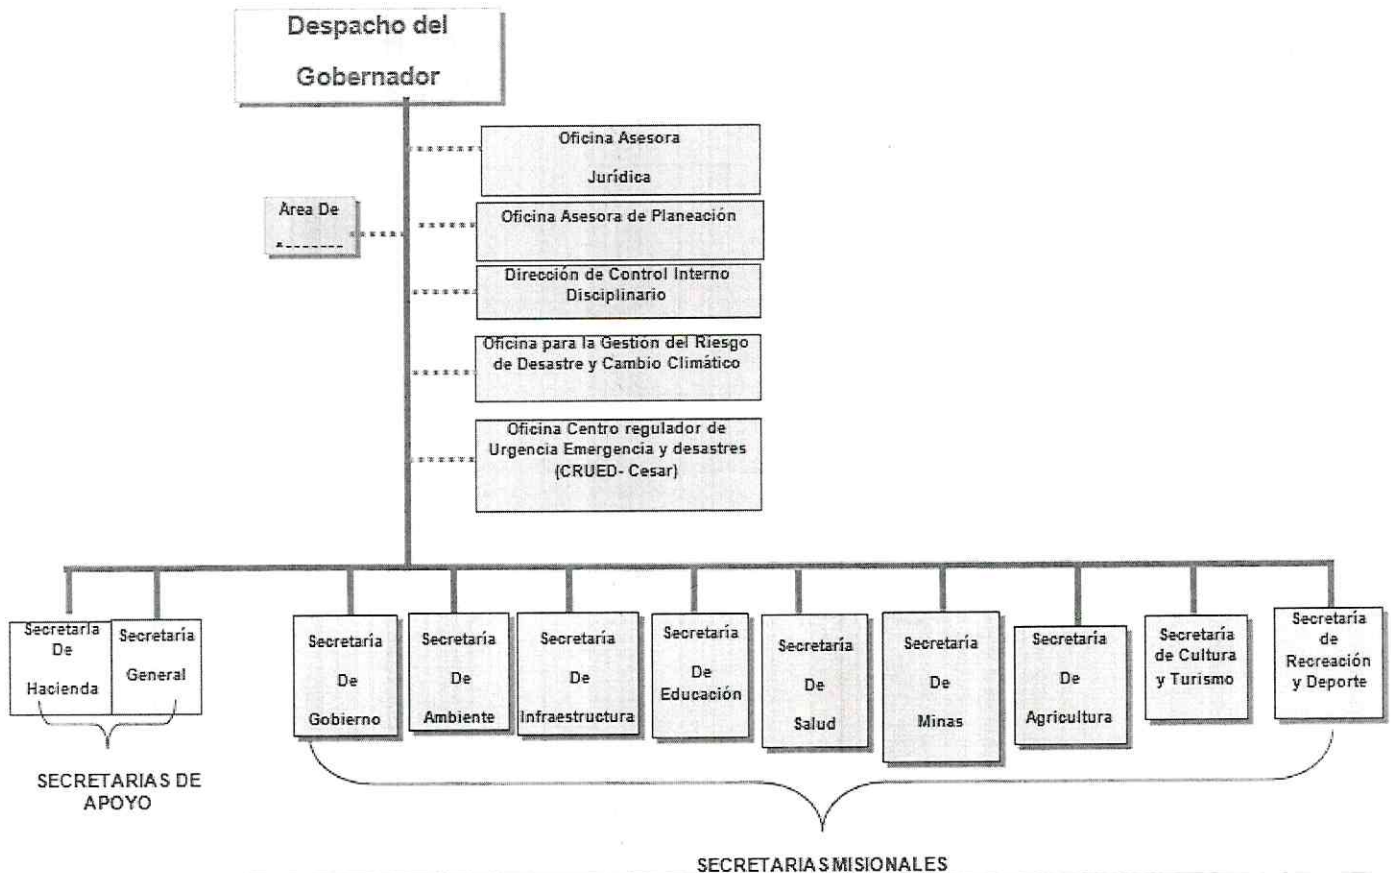 Despacho del
Gobernador
Oficina Asesora
Jurídica
Area De
Oficina Asesora de Planeación
Dirección de Control Interno
Disciplinario
Oficina para la Gestión del Riesgo
de Desastre y Cambio Climático
Oficina Centro regulador de
Urgencia Emergencia y desastres
(CRUED- Cesar)
Secretaría
De
Hacienda
Secretaría
General
Secretaría
De
Gobierno
Secretaría
De
Ambiente
Secretaría
De
Infraestructura
Secretaría
De
Educación
Secretaría
De
Salud
Secretaría
De
Minas
Secretaría
De
Agricultura
Secretaría
de Cultura
y Turismo
Secretaría
de
Recreación
y Deporte
SECRETARIAS DE
APOYO
SECRETARIAS MISIONALES